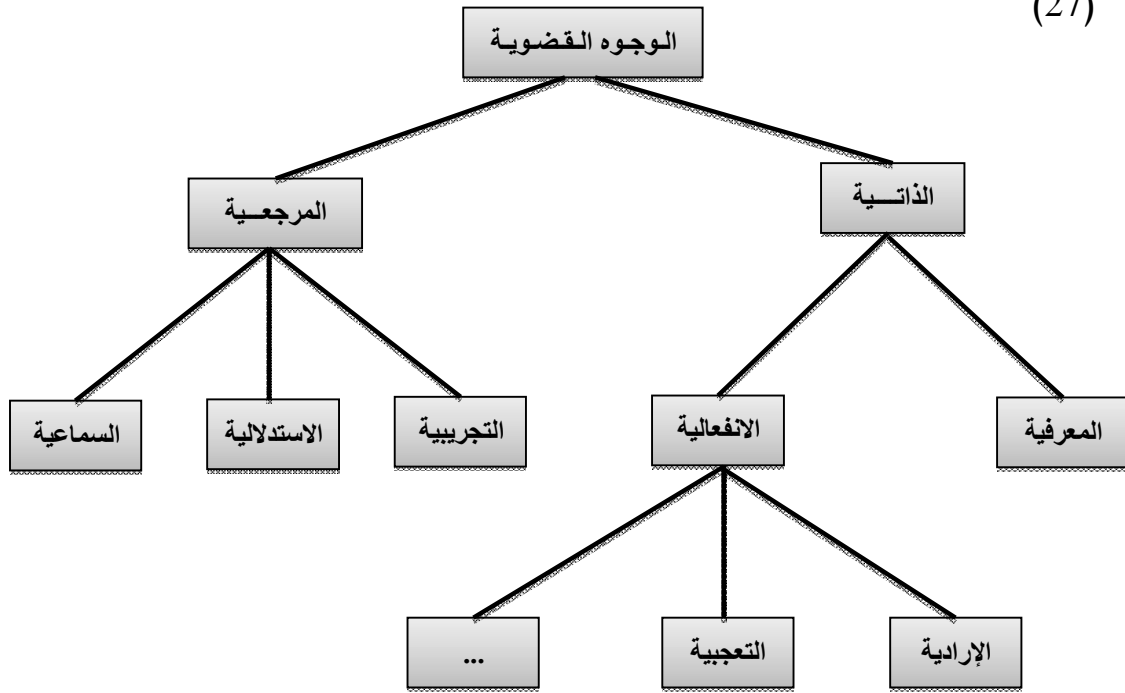 (27)
الوجوه القضوية
الذاتية
المرجعية
المعرفية
الانفعالية
التجريبية
الاستدلالية
السماعية
الإرادية
التعجبية
...